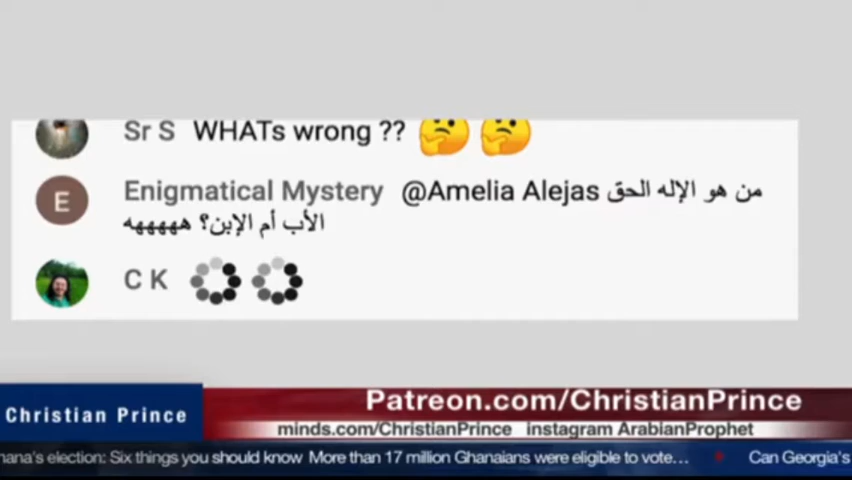 Sr S WHATs wrong ?? 🤔🤔
Enigmatical Mystery @Amelia Alejas من هو الإله الحق
الأب أم الإبن؟ هههههه
E
C K
Patreon.com/ChristianPrince
Christian Prince
minds.com/ChristianPrince instagram ArabianProphet
hana's election: Six things you should know More than 17 million Ghanaians were eligible to vote... Can Georgia's